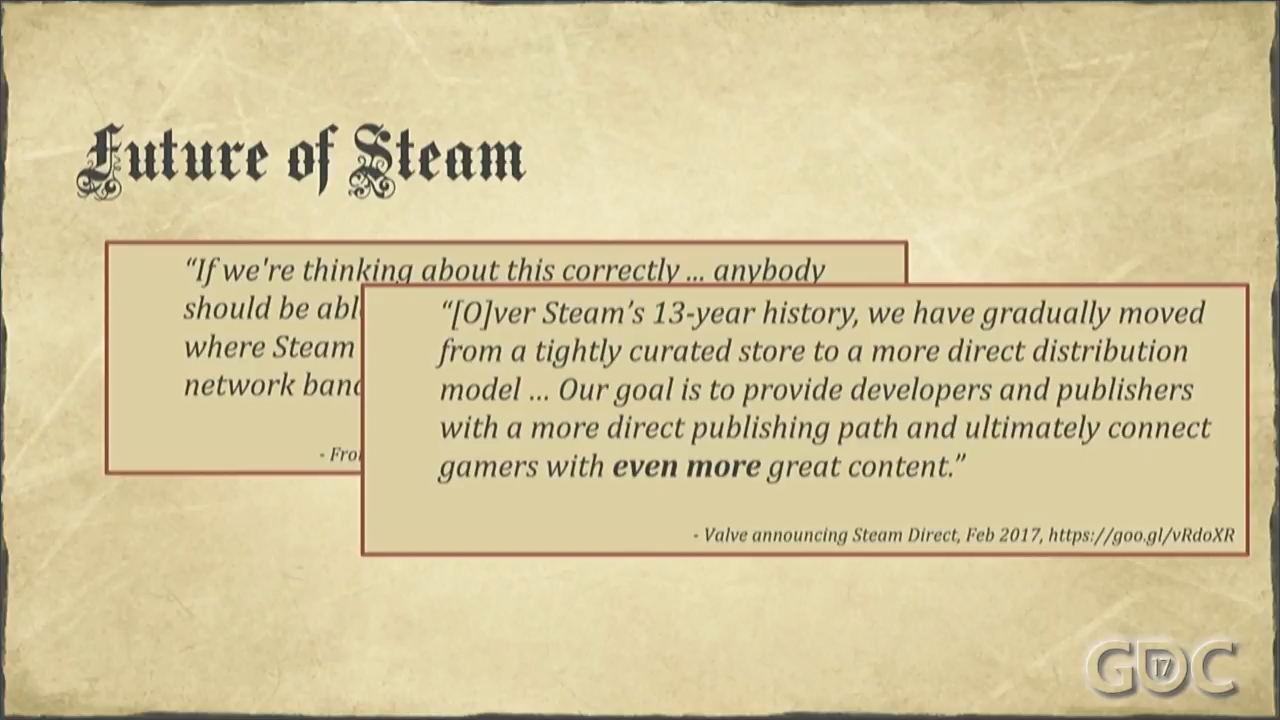 Future of Steam
“If we're thinking about this correctly ... anybody
should be
where Steam
network
“[O]ver Steam’s 13-year history, we have gradually moved
from a tightly curated store to a more direct distribution
model ... Our goal is to provide developers and publishers
with a more direct publishing path and ultimately connect
gamers with even more great content.”
- Valve announcing Steam Direct, Feb 2017, https://goo.gl/vRdoXR
GDC
17